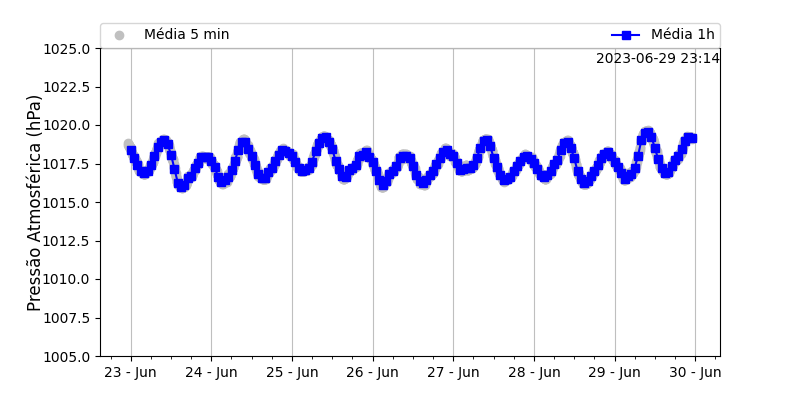 Média 5 min
Média 1h
2023-06-29 23:14
Pressão Atmosférica (hPa)
1025.0
1022.5
1020.0
1017.5
1015.0
1012.5
1010.0
1007.5
1005.0
23 - Jun
24 - Jun
25 - Jun
26 - Jun
27 - Jun
28 - Jun
29 - Jun
30 - Jun